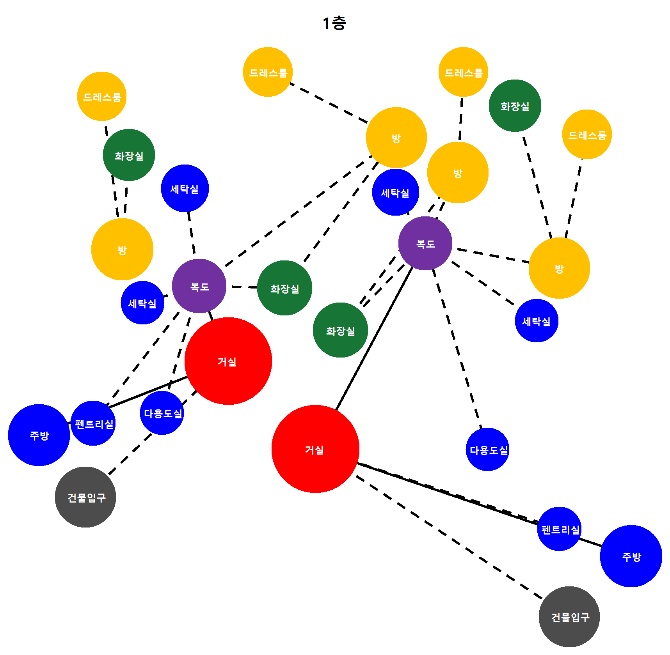 1층
드레스룸
드레스룸
드레스룸
화장실
드레스룸
방
화장실
방
세탁실
세탁실
방
복도
방
복도
화장실
세탁실
세탁실
화장실
거실
다용도실
펜트리실
주방
거실
다용도실
건물입구
펜트리실
주방
건물입구